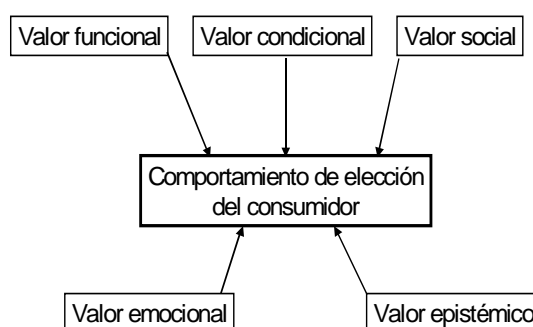 Valor funcional
Valor condicional
Valor social
Comportamiento de elección
del consumidor
Valor emocional
Valor epistémico